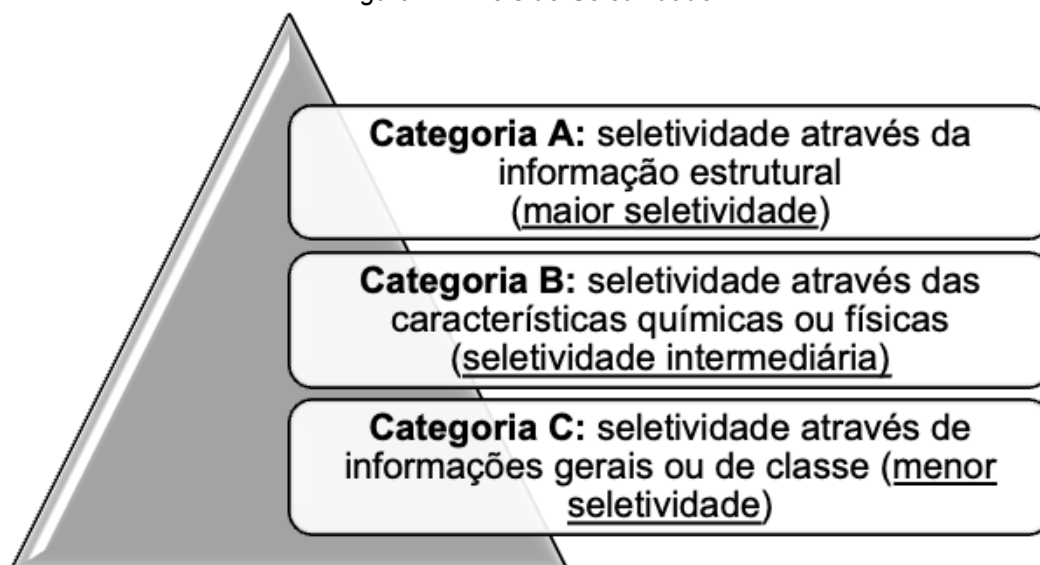 Categoria A: seletividade através da
informação estrutural
(maior seletividade)
Categoria B: seletividade através das
características químicas ou físicas
(seletividade intermediária)
Categoria C: seletividade através de
informações gerais ou de classe (menor
seletividade)